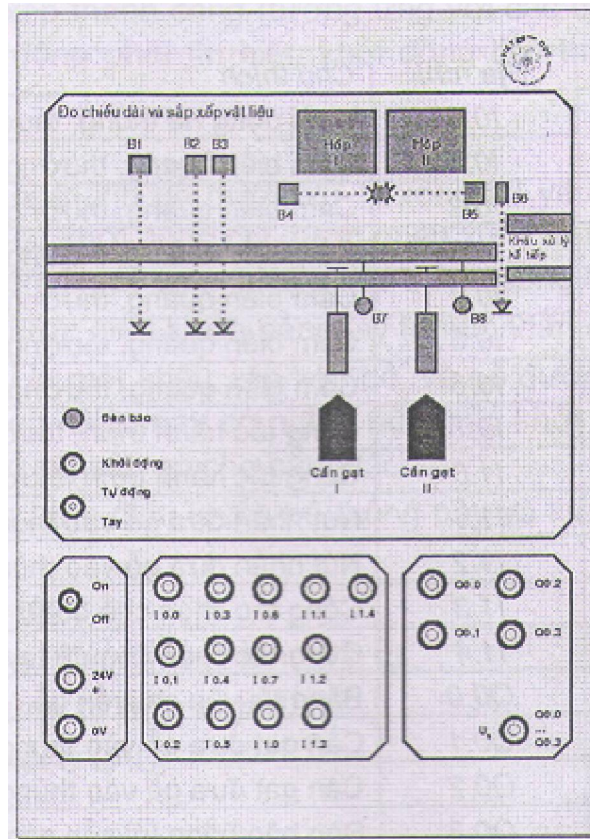 Đo chiều dài và sắp xếp vật liệu
B1 B2 B3
Hộp I
Hộp II
B4 B5 B6
Khâu xử lý
kế tiếp
B7 B8
Đèn báo
Khởi động
Tự động
Tay
Cần gạt I
Cần gạt II
On
Off
24V
+
0V
I 0.0 I 0.3 I 0.6 I 1.1 I 1.4
I 0.1 I 0.4 I 0.7 I 1.2
I 0.2 I 0.5 I 1.0 I 1.3
Q0.0 Q0.2
Q0.1 Q0.3
Q0.0
...
Q0.3